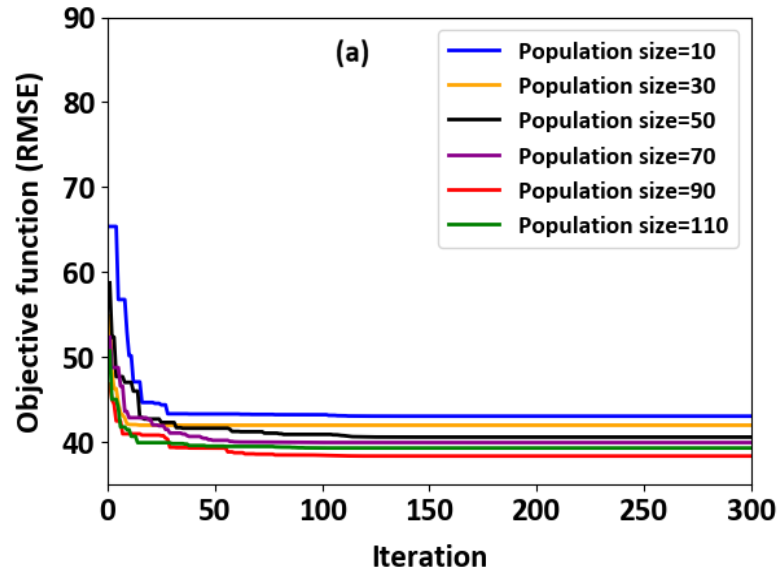 (a)
Population size=10
Population size=30
Population size=50
Population size=70
Population size=90
Population size=110
Objective function (RMSE)
90
80
70
60
50
40
0 50 100 150 200 250 300
Iteration